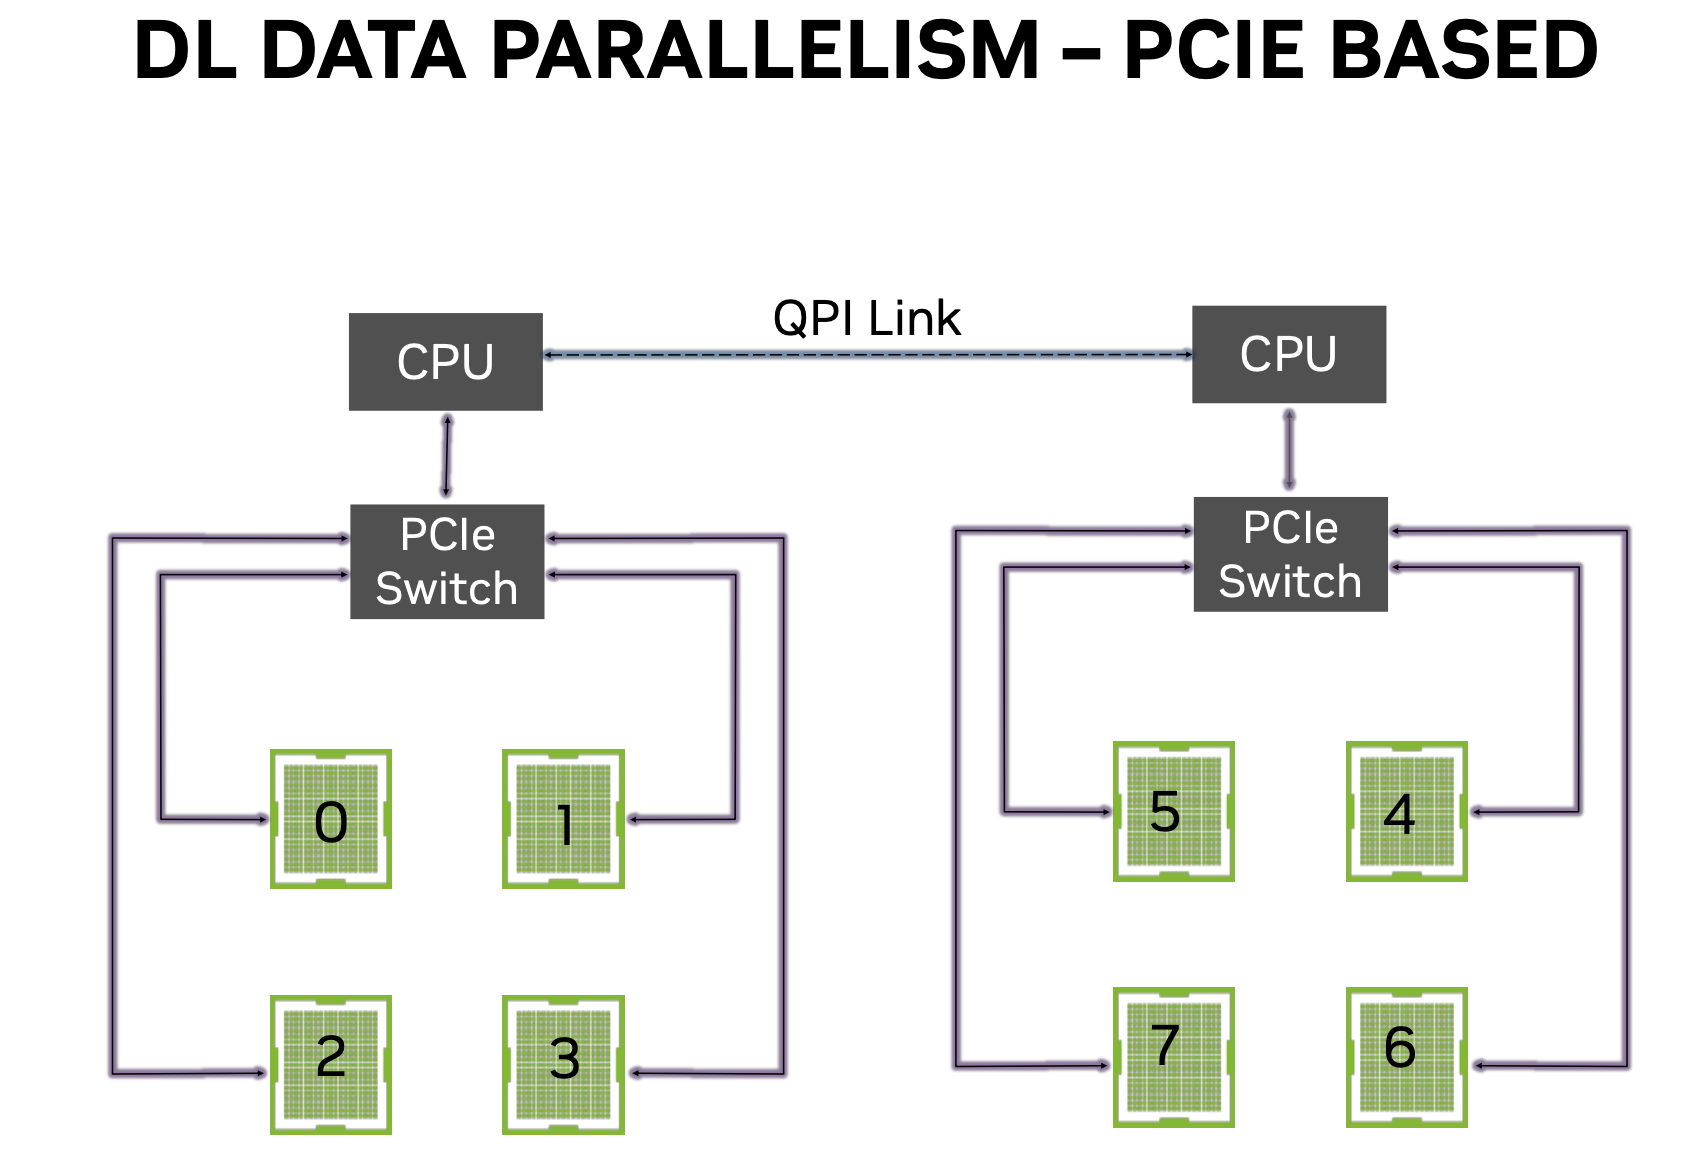 DL DATA PARALLELISM – PCIE BASED
QPI Link
CPU
CPU
PCIe
Switch
PCIe
Switch
0
1
5
4
2
3
7
6